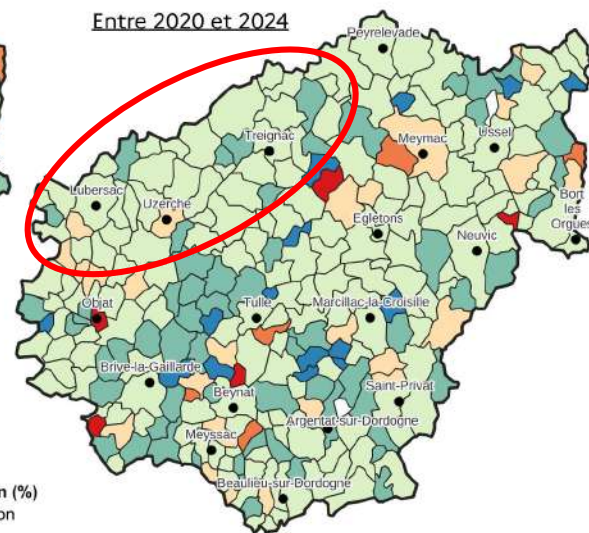 Entre 2020 et 2024
Peyrelevade
Treignac
Meymac
Ussel
Lubersac
Uzerche
Bort
les
Orgues
Egletons
Neuvic
Objat
Tulle
Marcillac-la-Croisille
Brive-la-Gaillarde
Saint-Privat
Beynat
Argentat-sur-Dordogne
Meyssac
Beaulieu-sur-Dordogne
n (%)
on